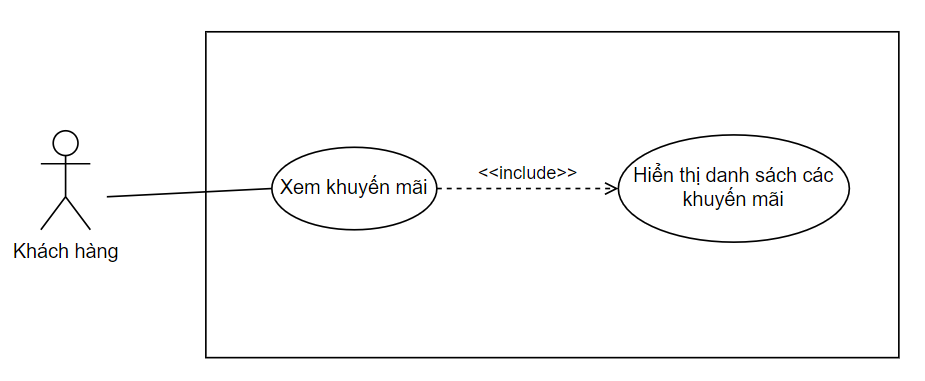 Khách hàng
Xem khuyến mãi
<<include>>
Hiển thị danh sách các
khuyến mãi